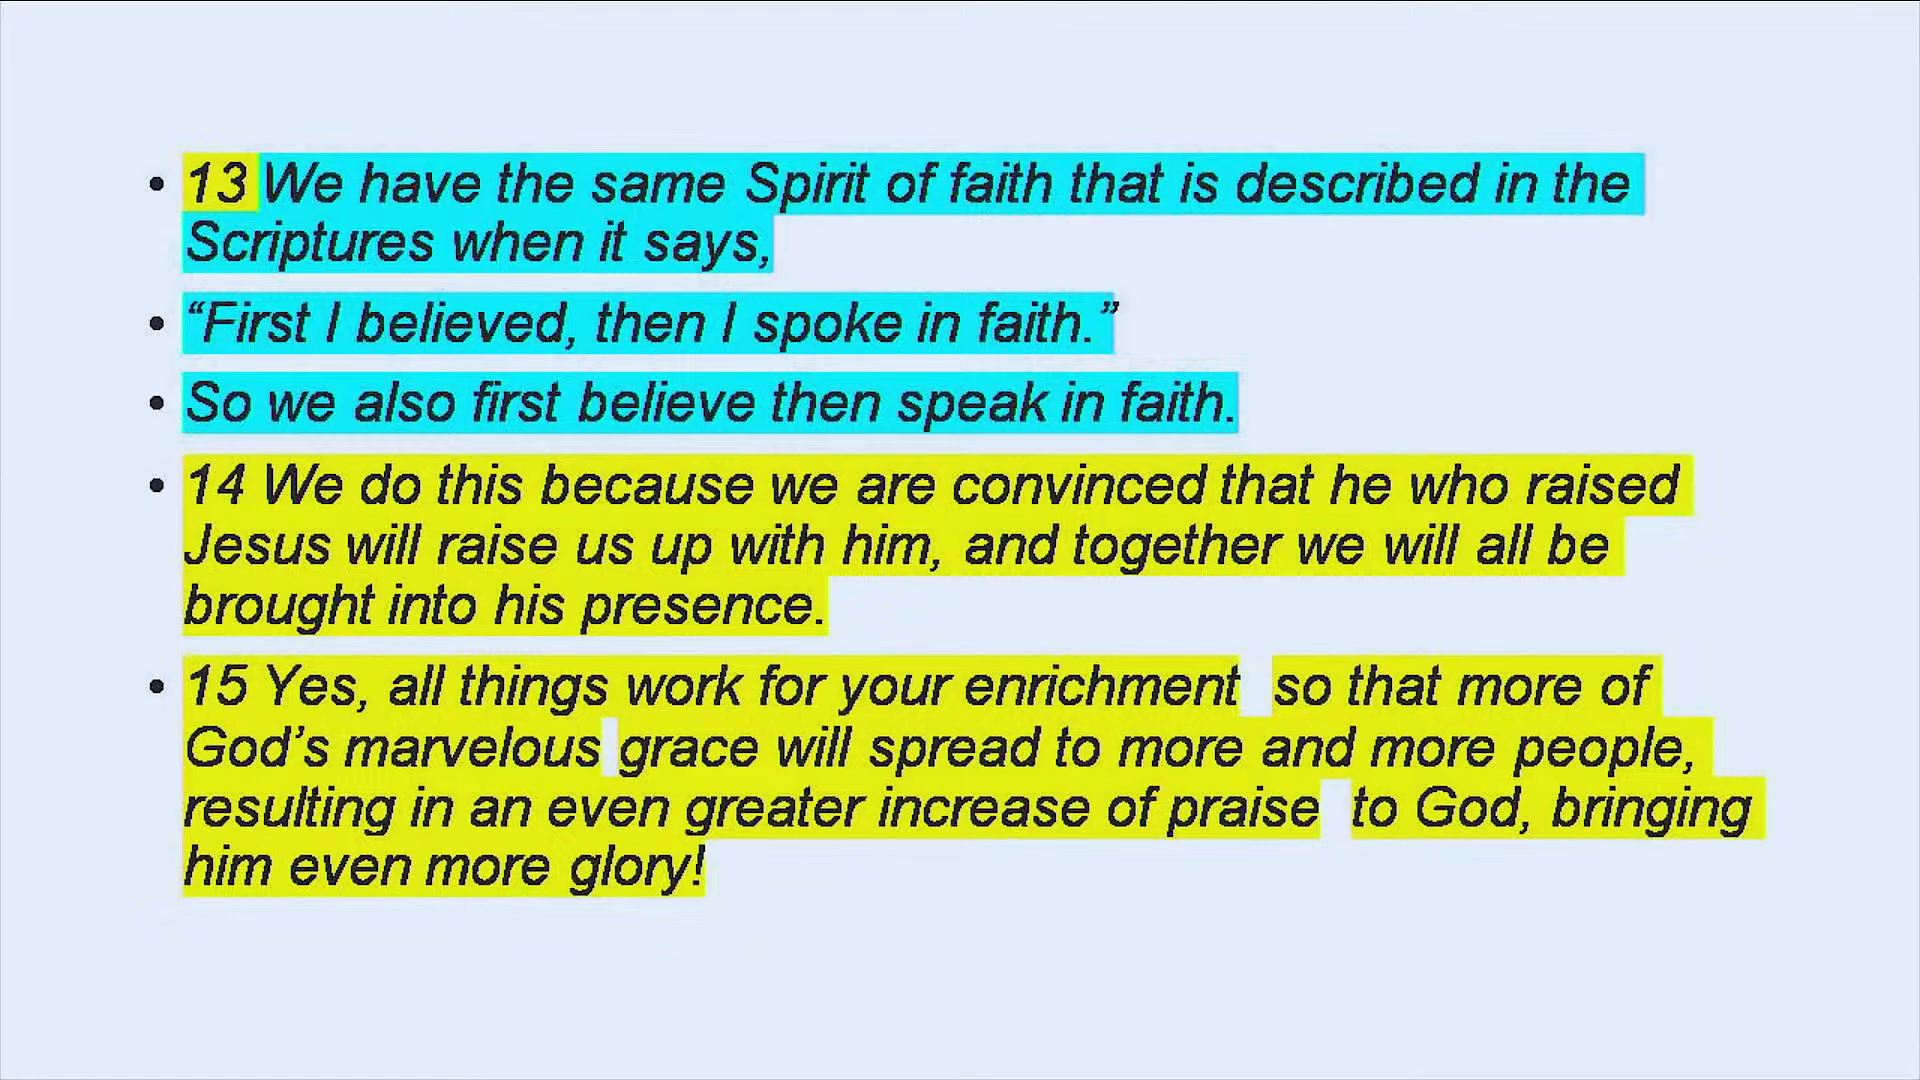 • 13 We have the same Spirit of faith that is described in the
Scriptures when it says,
• “First I believed, then I spoke in faith.”
• So we also first believe then speak in faith.
• 14 We do this because we are convinced that he who raised
Jesus will raise us up with him, and together we will all be
brought into his presence.
• 15 Yes, all things work for your enrichment so that more of
God’s marvelous grace will spread to more and more people,
resulting in an even greater increase of praise to God, bringing
him even more glory!